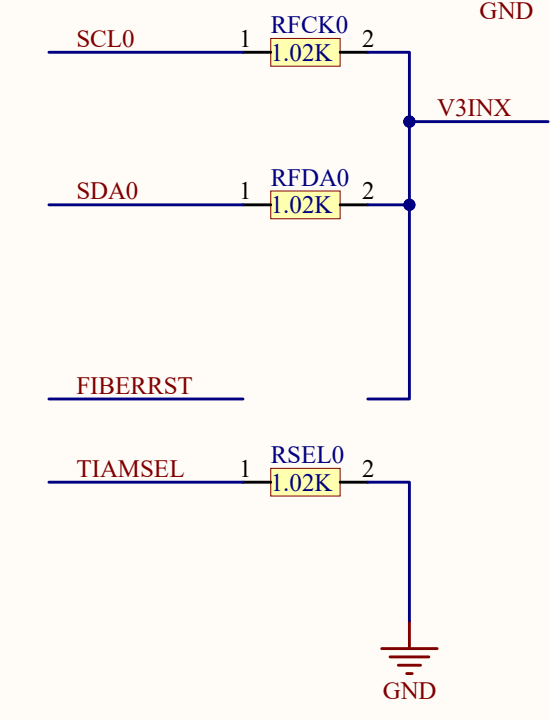 GND
RFCK0
SCL0 1 2
1.02K
V3INX
RFDA0
SDA0 1 2
1.02K
FIBERRST
RSEL0
TIAMSEL 1 2
1.02K
GND